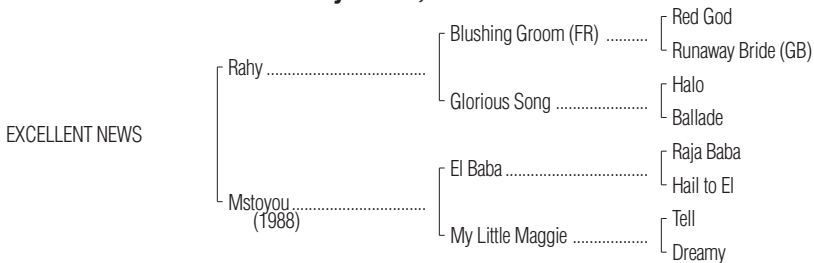 Red God
Blushing Groom (FR) ..........
Runaway Bride (GB)
Rahy ....................................
Halo
Glorious Song ......................
Ballade
EXCELLENT NEWS
Raja Baba
El Baba ..................................
Hail to El
Mstoyou ..............................
(1988)
Tell
My Little Maggie ..................
Dreamy